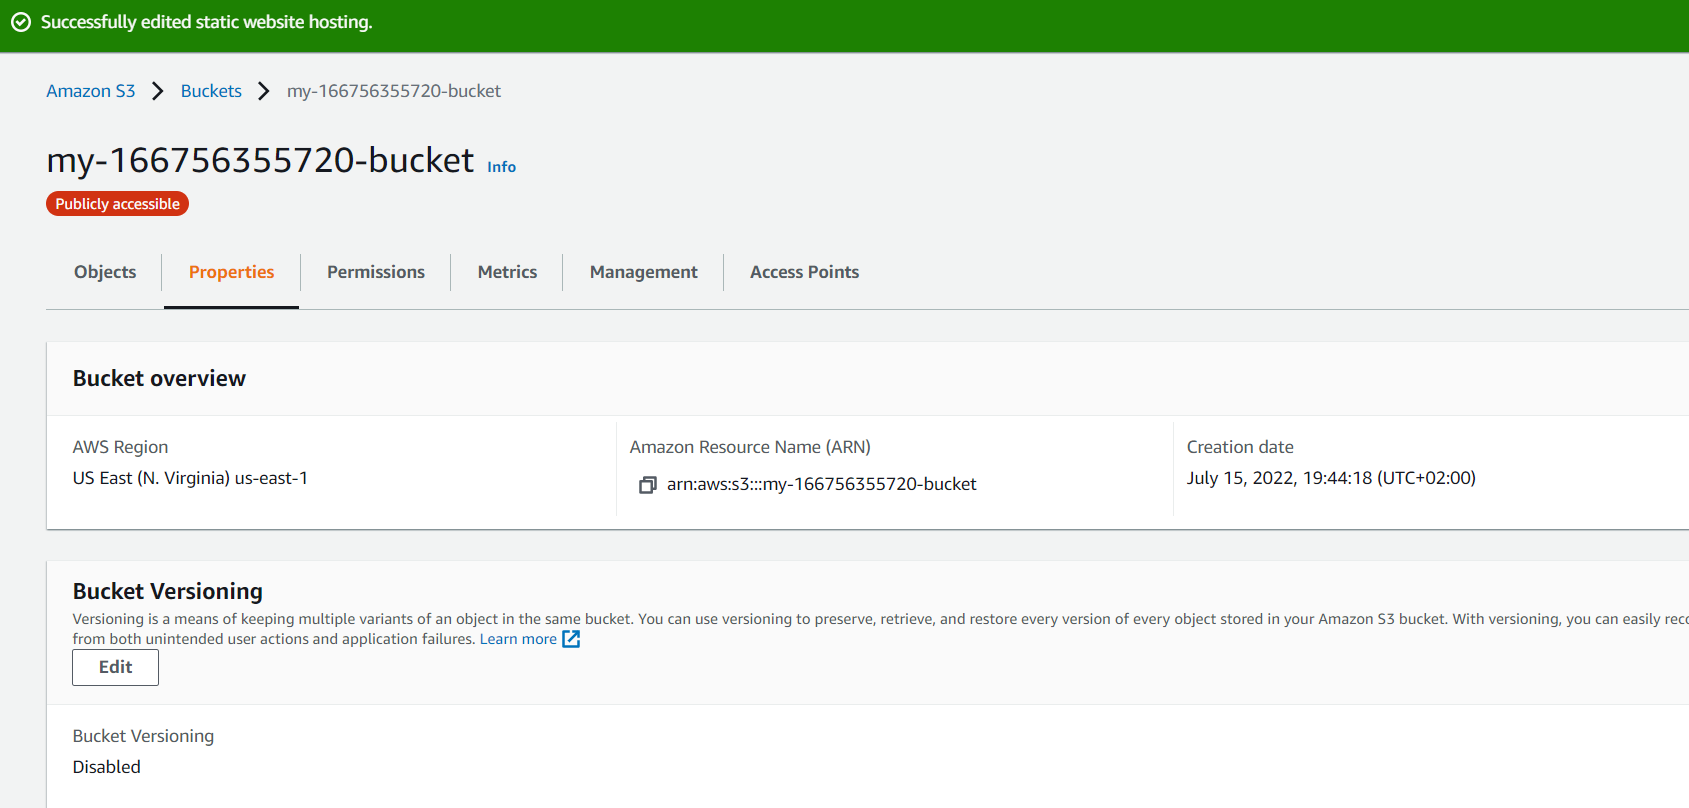 Successfully edited static website hosting.
Amazon S3 Buckets my-166756355720-bucket
my-166756355720-bucket Info
Publicly accessible
Objects Properties Permissions Metrics Management Access Points
Bucket overview
AWS Region
US East (N. Virginia) us-east-1
Amazon Resource Name (ARN)
arn:aws:s3:::my-166756355720-bucket
Creation date
July 15, 2022, 19:44:18 (UTC+02:00)
Bucket Versioning
Versioning is a means of keeping multiple variants of an object in the same bucket. You can use versioning to preserve, retrieve, and restore every version of every object stored in your Amazon S3 bucket. With versioning, you can easily
from both unintended user actions and application failures. Learn more
Edit
Bucket Versioning
Disabled